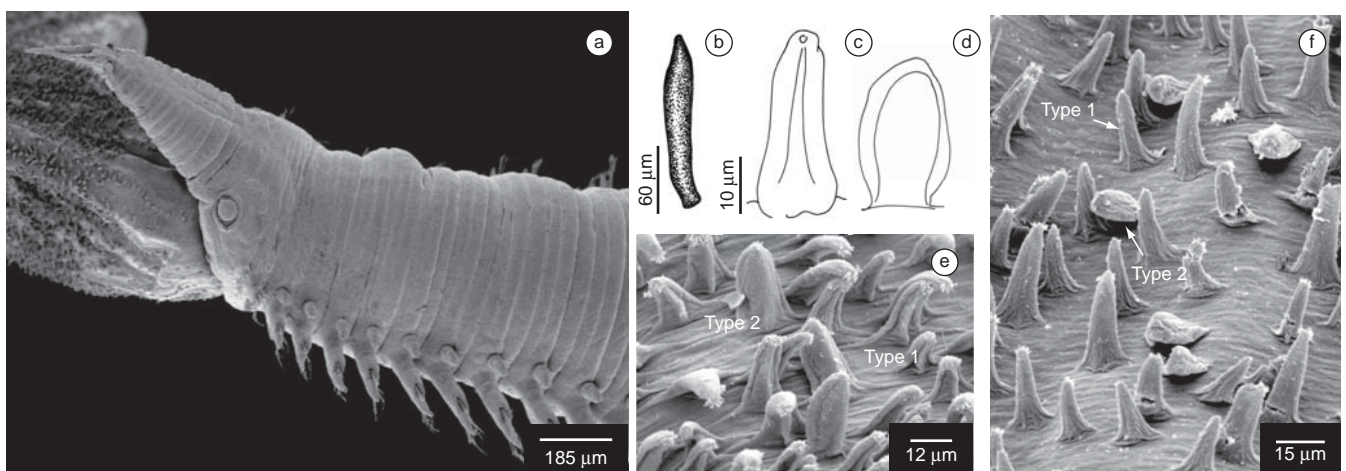 a
185 μm
b
c
d
60 μm
10 μm
e
Type 2
Type 1
12 μm
f
Type 1
Type 2
15 μm